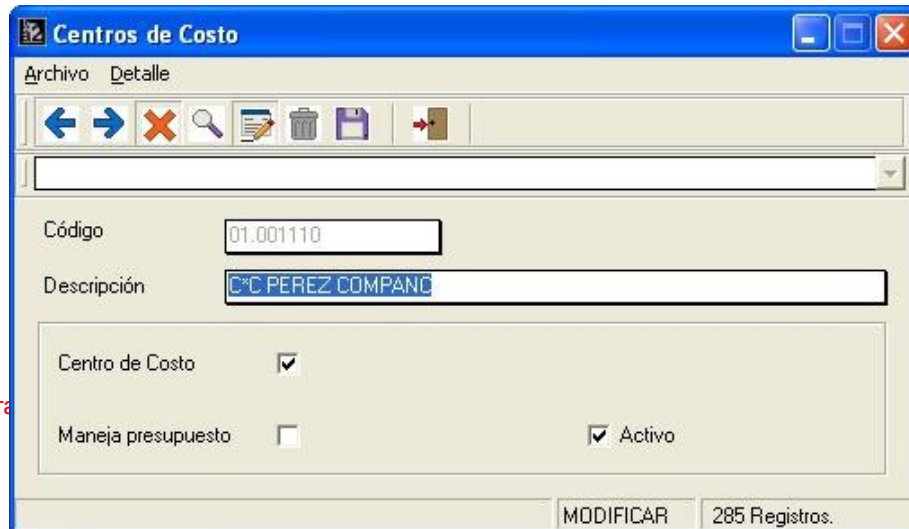 Centros de Costo
Archivo Detalle
Código 01.001110
Descripción C*C PEREZ COMPANC
Centro de Costo
Maneja presupuesto Activo
MODIFICAR 285 Registros.